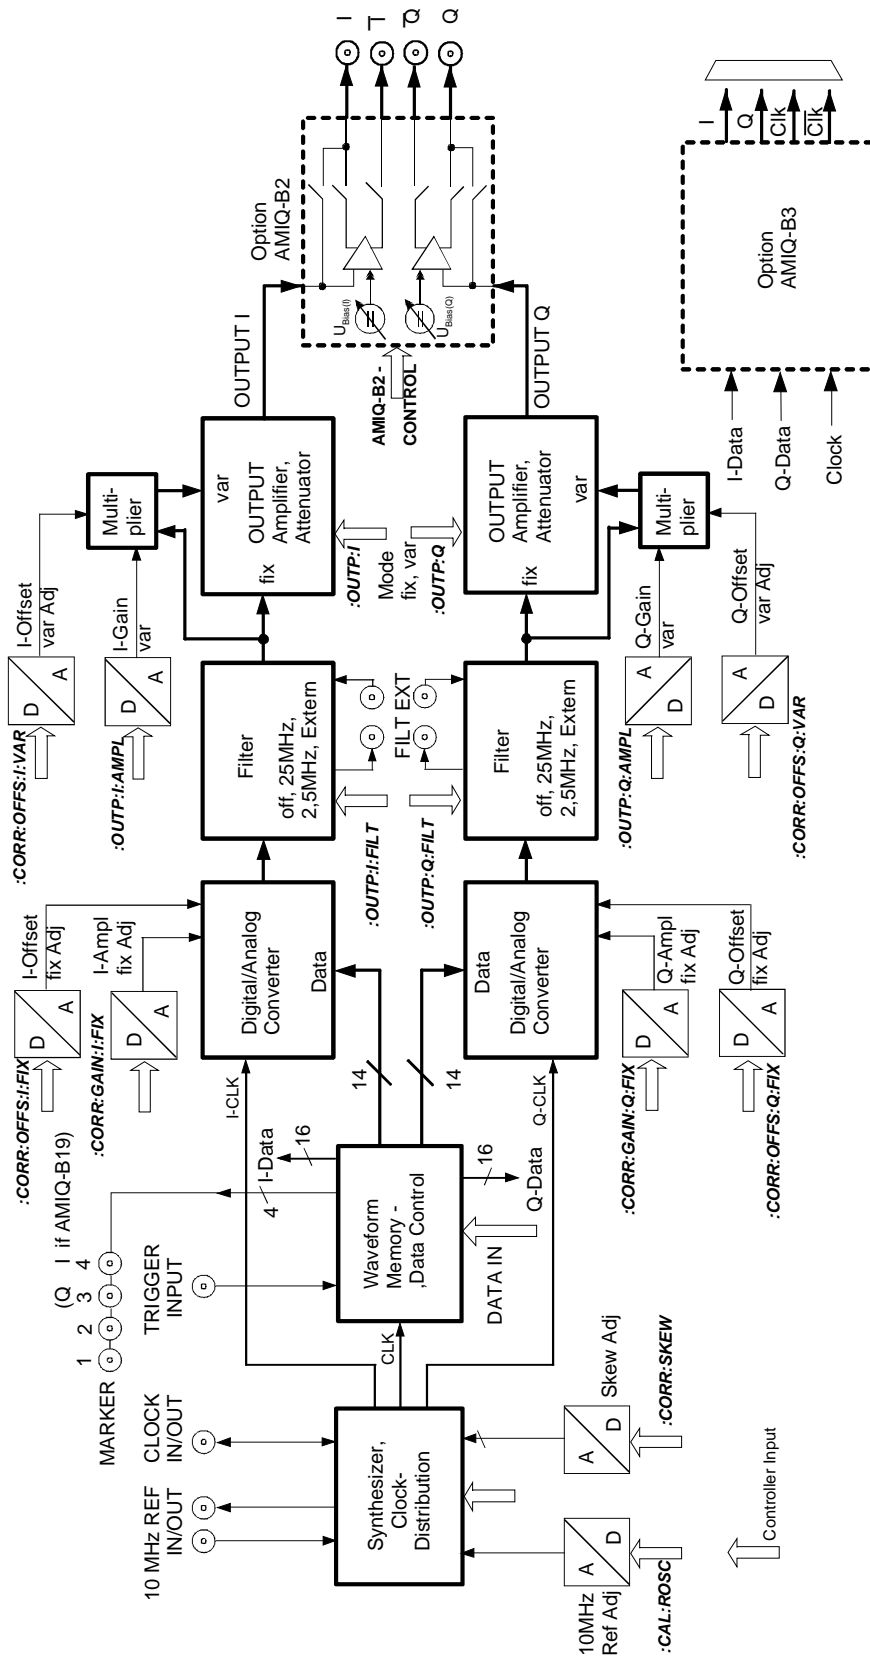 10 MHz REF
IN/OUT
CLOCK
IN/OUT
MARKER
1
2
3
4
(Q
I if AMIQ-B19)
TRIGGER
INPUT
Synthesizer,
Clock-
Distribution
10MHz
Ref Adj
A
D
:CAL:ROSC
Skew Adj
A
D
:CORR:SKEW
Controller Input
CLK
I-CLK
Q-CLK
Waveform
Memory -
,Data Control
DATA IN
4
I-Data
16
16
Q-Data
14
14
:CORR:OFFS:I:FIX
D
A
I-Offset
fix Adj
:CORR:GAIN:I:FIX
D
A
I-Ampl
fix Adj
Digital/Analog
Converter
Data
Data
Digital/Analog
Converter
:CORR:GAIN:Q:FIX
D
A
Q-Ampl
fix Adj
:CORR:OFFS:Q:FIX
D
A
Q-Offset
fix Adj
:CORR:OFFS:I:VAR
D
A
I-Offset
var Adj
:OUTP:I:AMPL
D
A
I-Gain
var
Filter
off, 25MHz,
2,5MHz, Extern
:OUTP:I:FILT
FILT EXT
:OUTP:Q:FILT
Filter
off, 25MHz,
2,5MHz, Extern
:OUTP:Q:AMPL
D
A
Q-Gain
var
:CORR:OFFS:Q:VAR
D
A
Q-Offset
var Adj
Multi-
plier
var
OUTPUT
Amplifier,
Attenuator
fix
:OUTP:I
Mode
fix, var
:OUTP:Q
OUTPUT
Amplifier,
Attenuator
fix
var
Multi-
plier
OUTPUT I
OUTPUT Q
AMIQ-B2 -
CONTROL
Option
AMIQ-B2
U Bias(I)
U Bias(Q)
I
I
Q
Q
I-Data
Q-Data
Clock
Option
AMIQ-B3
I
Q
Clk
Clk